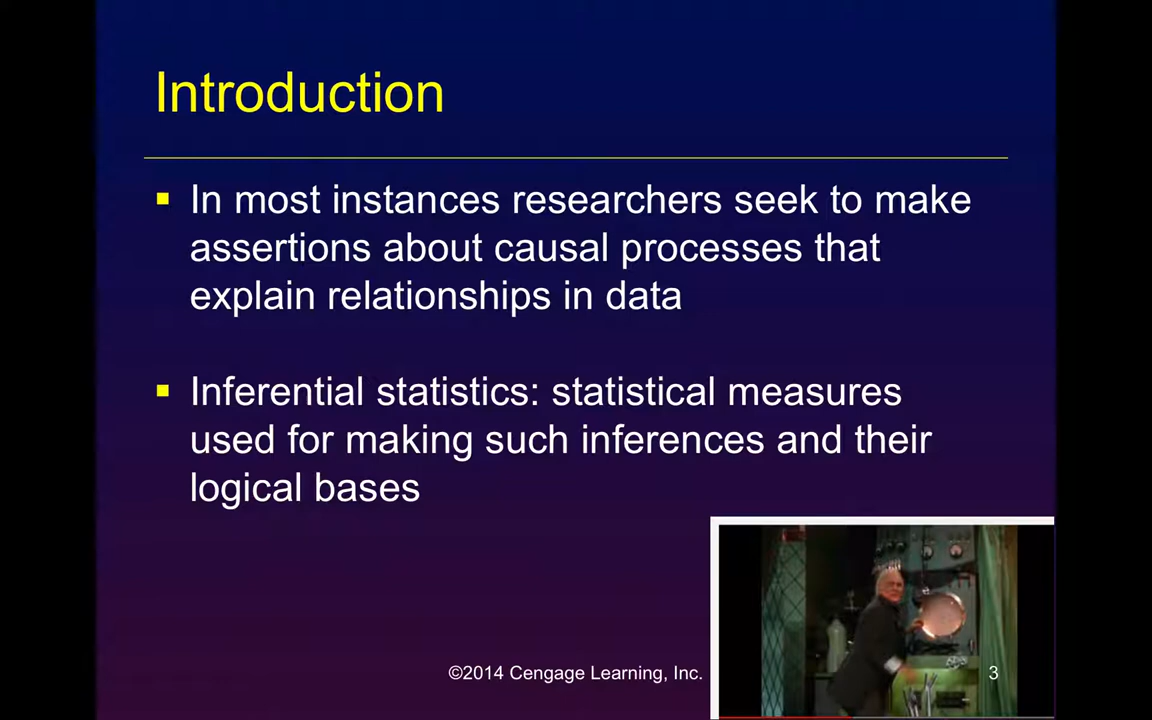 Introduction
In most instances researchers seek to make
assertions about causal processes that
explain relationships in data
Inferential statistics: statistical measures
used for making such inferences and their
logical bases
©2014 Cengage Learning, Inc.
3